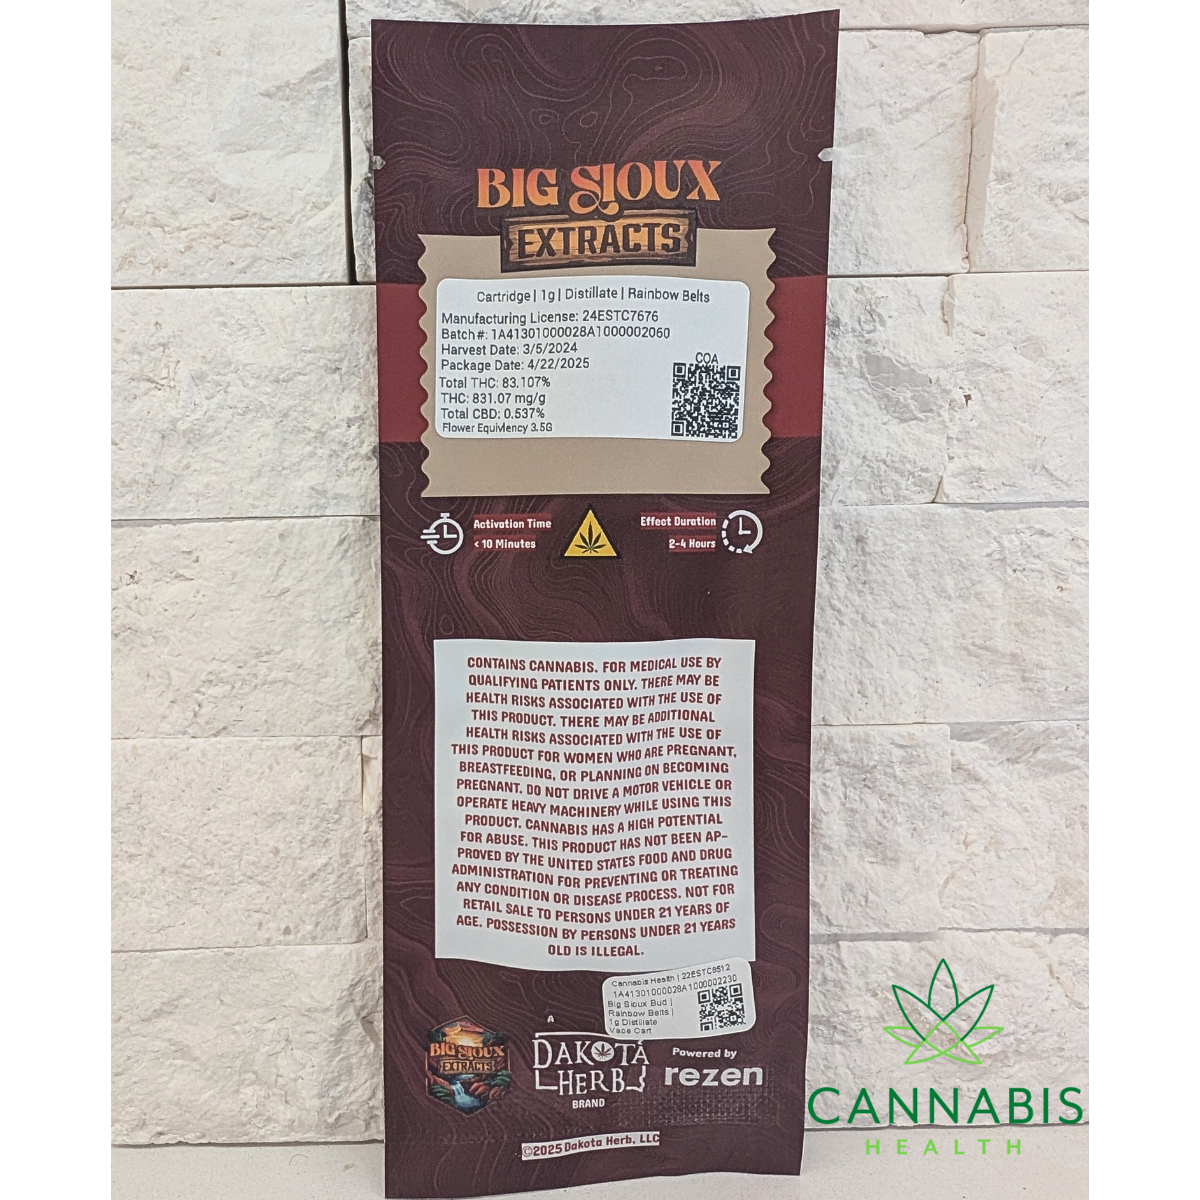 BIG SIOUX
EXTRACTS
Cartridge | 1g | Distillate | Rainbow Belts
Manufacturing License: 24ESTC7676
Batch#: 1A41301000028A1000002060
Harvest Date: 3/5/2024
Package Date: 4/22/2025
Total THC: 83.107%
THC: 831.07 mg/g
Total CBD: 0.537%
Flower Equivlency 3.5G
COA
Activation Time
< 10 Minutes
Effect Duration
2-4 Hours
CONTAINS CANNABIS. FOR MEDICAL USE BY
QUALIFYING PATIENTS ONLY. THERE MAY BE
HEALTH RISKS ASSOCIATED WITH THE USE OF
THIS PRODUCT. THERE MAY BE ADDITIONAL
HEALTH RISKS ASSOCIATED WITH THE USE OF
THIS PRODUCT FOR WOMEN WHO ARE PREGNANT,
BREASTFEEDING, OR PLANNING ON BECOMING
PREGNANT. DO NOT DRIVE A MOTOR VEHICLE OR
OPERATE HEAVY MACHINERY WHILE USING THIS
PRODUCT. CANNABIS HAS A HIGH POTENTIAL
FOR ABUSE. THIS PRODUCT HAS NOT BEEN AP-
PROVED BY THE UNITED STATES FOOD AND DRUG
ADMINISTRATION FOR PREVENTING OR TREATING
ANY CONDITION OR DISEASE PROCESS. NOT FOR
RETAIL SALE TO PERSONS UNDER 21 YEARS OF
AGE. POSSESSION BY PERSONS UNDER 21 YEARS
OLD IS ILLEGAL.
Cannabis Health | 22ESTC8512
1A41301000028A1000002230
Big Sioux Bud |
Rainbow Belts |
1g Distillate
Vape Cart
BIG SIOUX
EXTRACTS
A
DAKOTA
HERB
BRAND
Powered by
rezen
©2025 Dakota Herb, LLC
CANNABIS
HEALTH